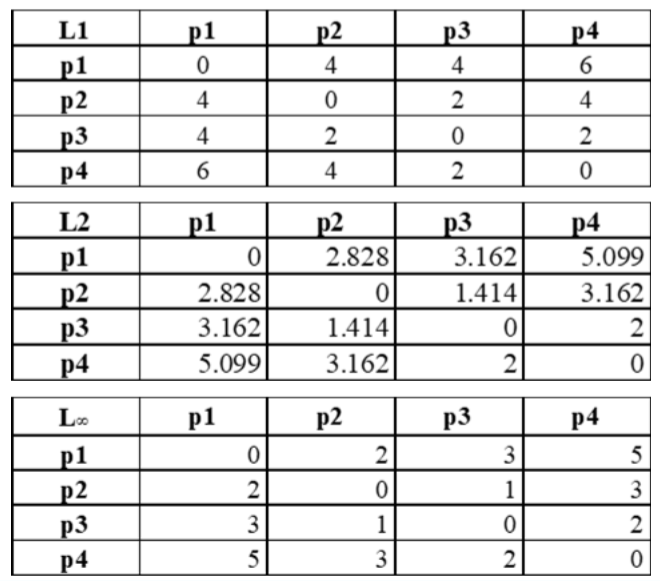 L1 p1 p2 p3 p4
p1 0 4 4 6
p2 4 0 2 4
p3 4 2 0 2
p4 6 4 2 0
L2 p1 p2 p3 p4
p1 0 2.828 3.162 5.099
p2 2.828 0 1.414 3.162
p3 3.162 1.414 0 2
p4 5.099 3.162 2 0
L∞ p1 p2 p3 p4
p1 0 2 3 5
p2 2 0 1 3
p3 3 1 0 2
p4 5 3 2 0